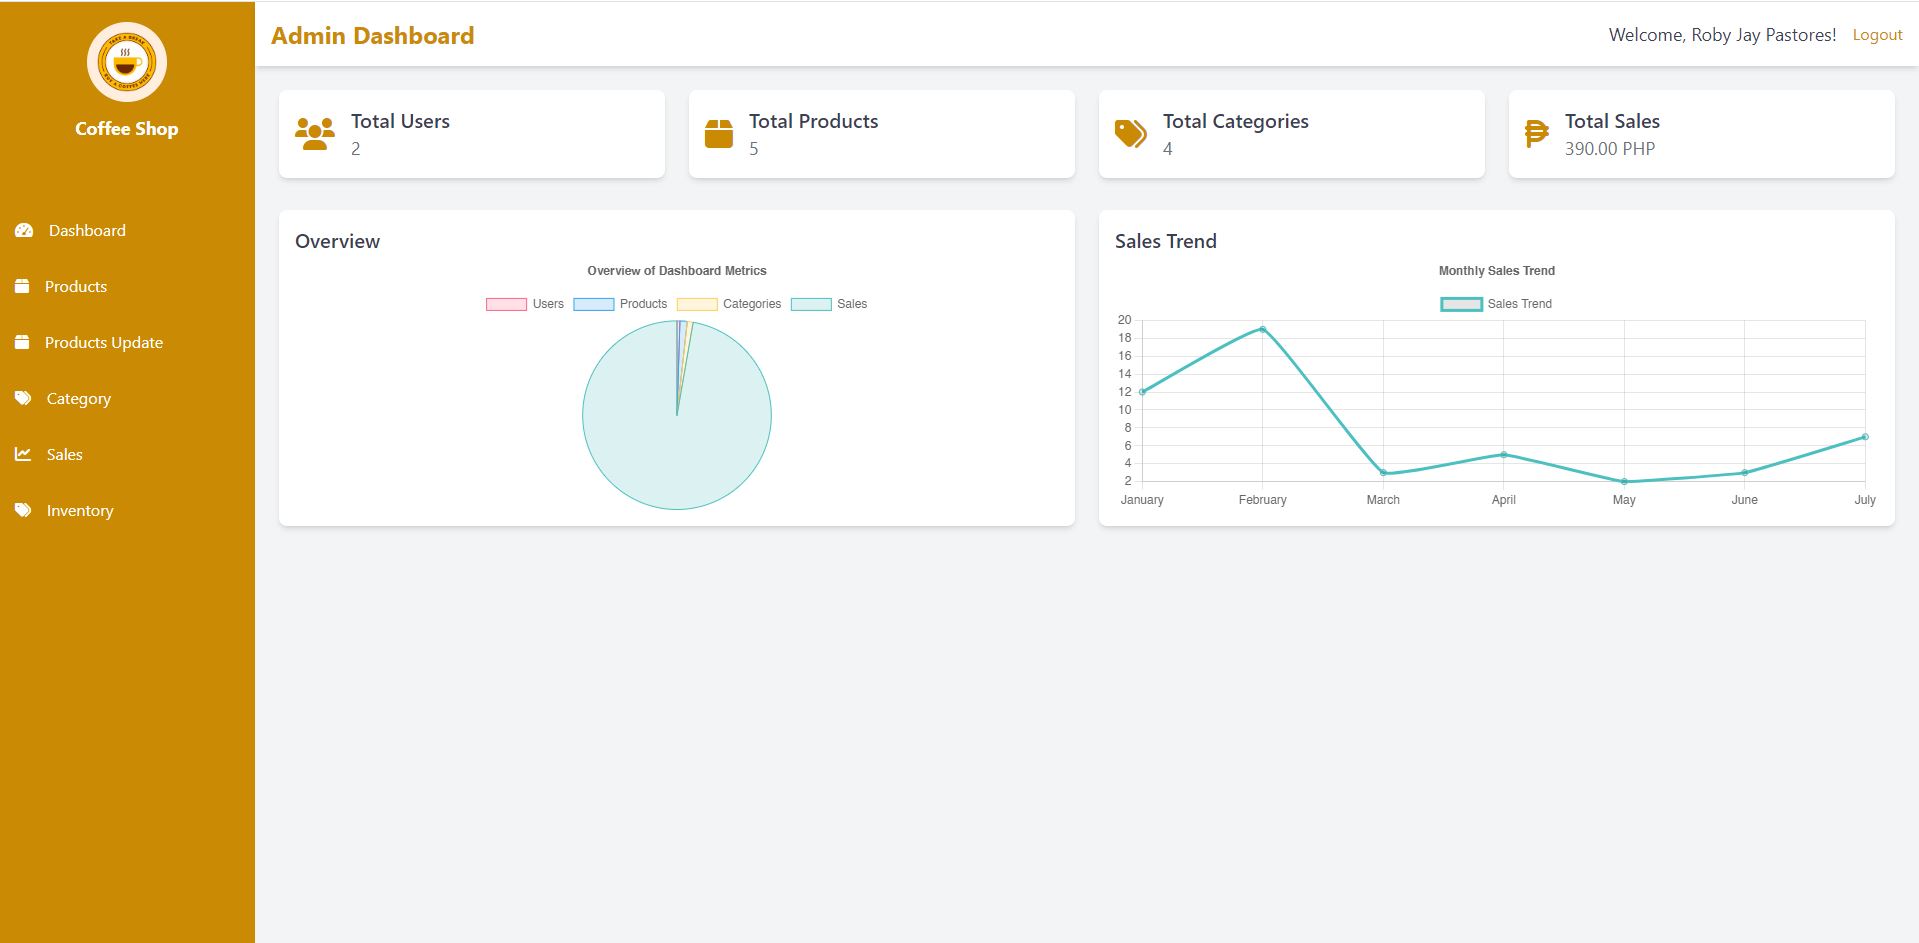 TAKE A BREAK
Coffee Shop
Dashboard
Products
Products Update
Category
Sales
Inventory
Admin Dashboard
Welcome, Roby Jay Pastores! Logout
Total Users
2
Total Products
5
Total Categories
4
Total Sales
390.00 PHP
Overview
Overview of Dashboard Metrics
Users Products Categories Sales
Sales Trend
Monthly Sales Trend
Sales Trend
20
18
16
14
12
10
8
6
4
2
January February March April May June July